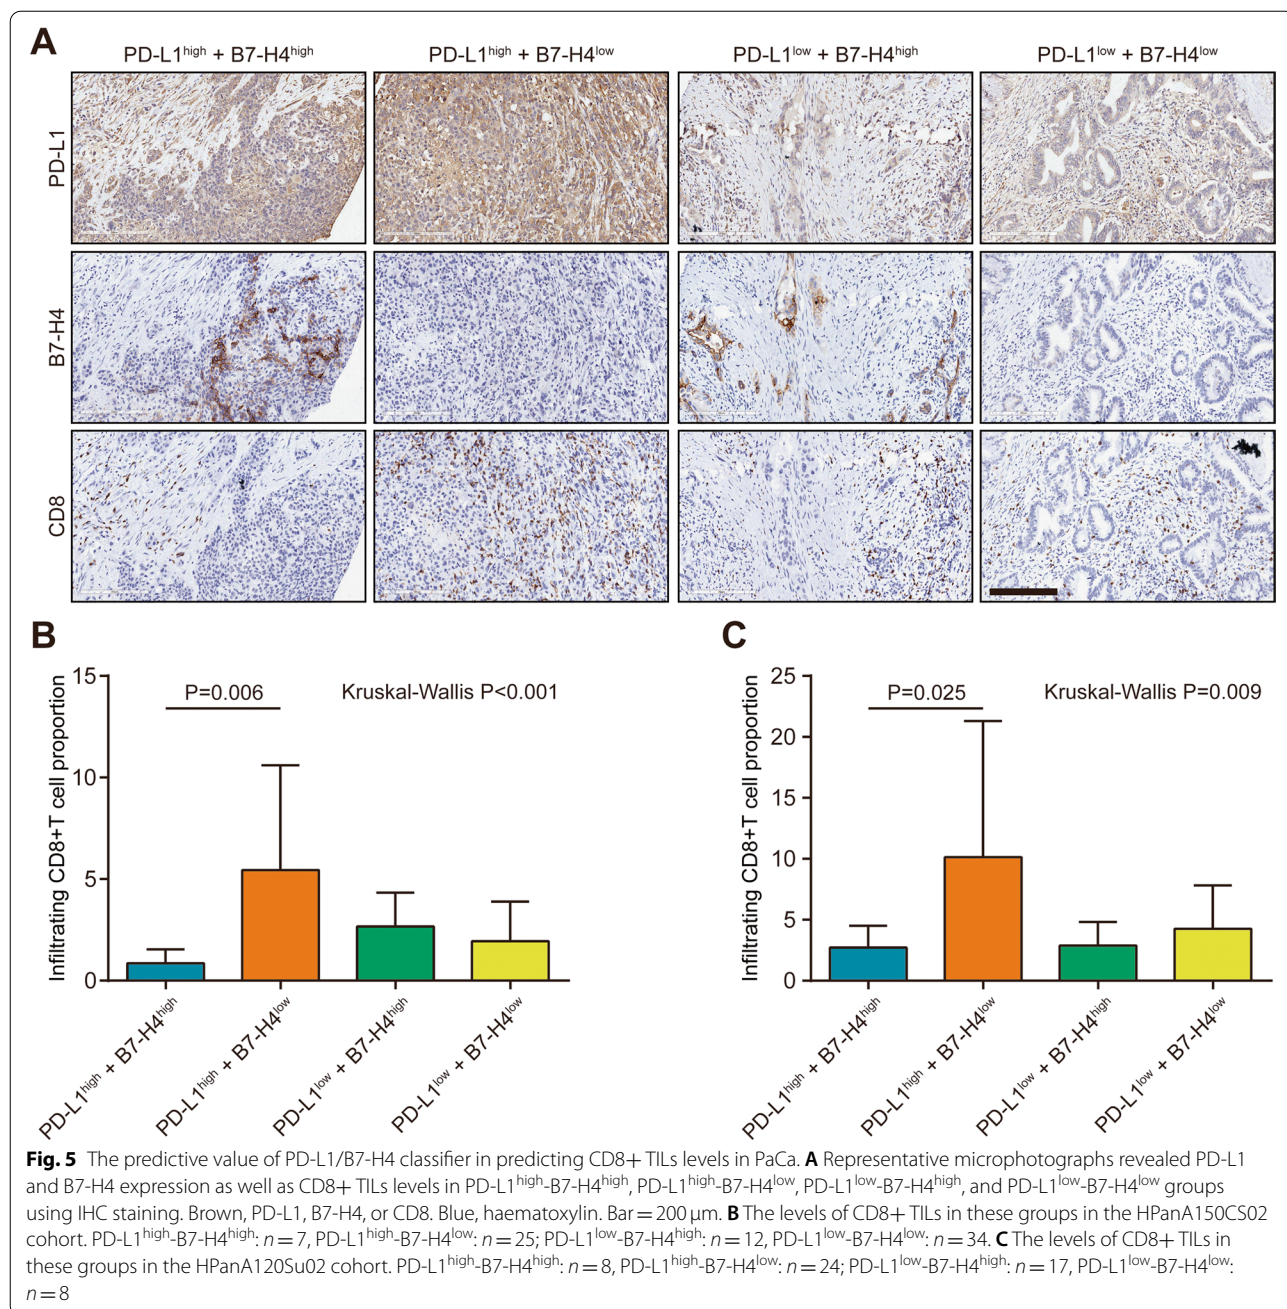 A
PD-L1high + B7-H4high
PD-L1high + B7-H4low
PD-L1low + B7-H4high
PD-L1low + B7-H4low
PD-L1
B7-H4
CD8
B
Infiltrating CD8+T cell proportion
15
10
5
0
P=0.006
Kruskal-Wallis P<0.001
PD-L1high + B7-H4high
PD-L1high + B7-H4low
PD-L1low + B7-H4high
PD-L1low + B7-H4low
C
Infiltrating CD8+T cell proportion
25
20
15
10
5
0
P=0.025
Kruskal-Wallis P=0.009
PD-L1high + B7-H4high
PD-L1high + B7-H4low
PD-L1low + B7-H4high
PD-L1low + B7-H4low
Fig. 5 The predictive value of PD-L1/B7-H4 classifier in predicting CD8+ TILs levels in PaCa. A Representative microphotographs revealed PD-L1
and B7-H4 expression as well as CD8+ TILs levels in PD-L1high-B7-H4high, PD-L1high-B7-H4low, PD-L1low-B7-H4high, and PD-L1low-B7-H4low groups
using IHC staining. Brown, PD-L1, B7-H4, or CD8. Blue, haematoxylin. Bar = 200 μm. B The levels of CD8+ TILs in these groups in the HPanA150CS02
cohort. PD-L1high-B7-H4high: n = 7, PD-L1high-B7-H4low: n = 25; PD-L1low-B7-H4high: n = 12, PD-L1low-B7-H4low: n = 34. C The levels of CD8+ TILs in
these groups in the HPanA120Su02 cohort. PD-L1high-B7-H4high: n = 8, PD-L1high-B7-H4low: n = 24; PD-L1low-B7-H4high: n = 17, PD-L1low-B7-H4low:
n = 8